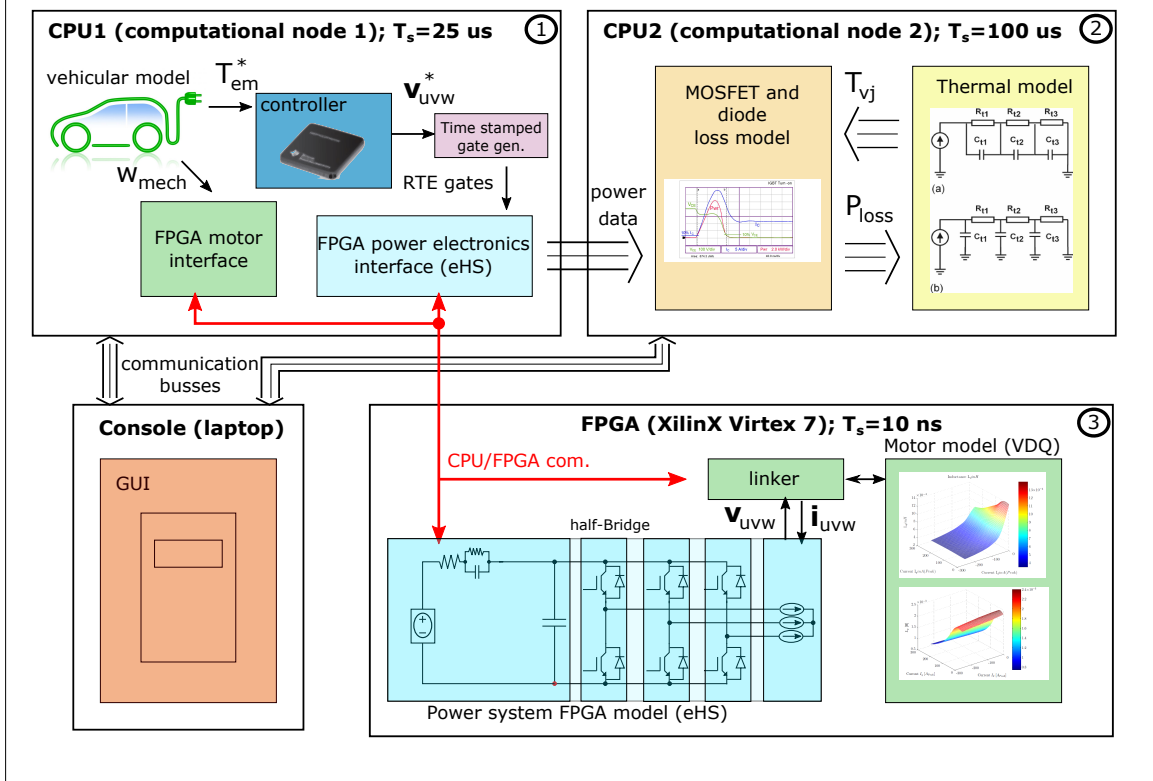 CPU1 (computational node 1); Ts=25 us
1
vehicular model
T*em
controller
v*uvw
Time stamped
gate gen.
RTE gates
Wmech
FPGA motor
interface
FPGA power electronics
interface (eHS)
power
data
CPU2 (computational node 2); Ts=100 us
2
MOSFET and
diode
loss model
IGBT Turn on
Tvj
Ploss
Thermal model
Rt1 Rt2 Rt3
Ct1 Ct2 Ct3
(a)
Rt1 Rt2 Rt3
Ct1 Ct2 Ct3
(b)
communication
busses
Console (laptop)
GUI
FPGA (XilinX Virtex 7); Ts=10 ns
3
CPU/FPGA com.
linker
Motor model (VDQ)
vuvw
iuvw
half-Bridge
Power system FPGA model (eHS)